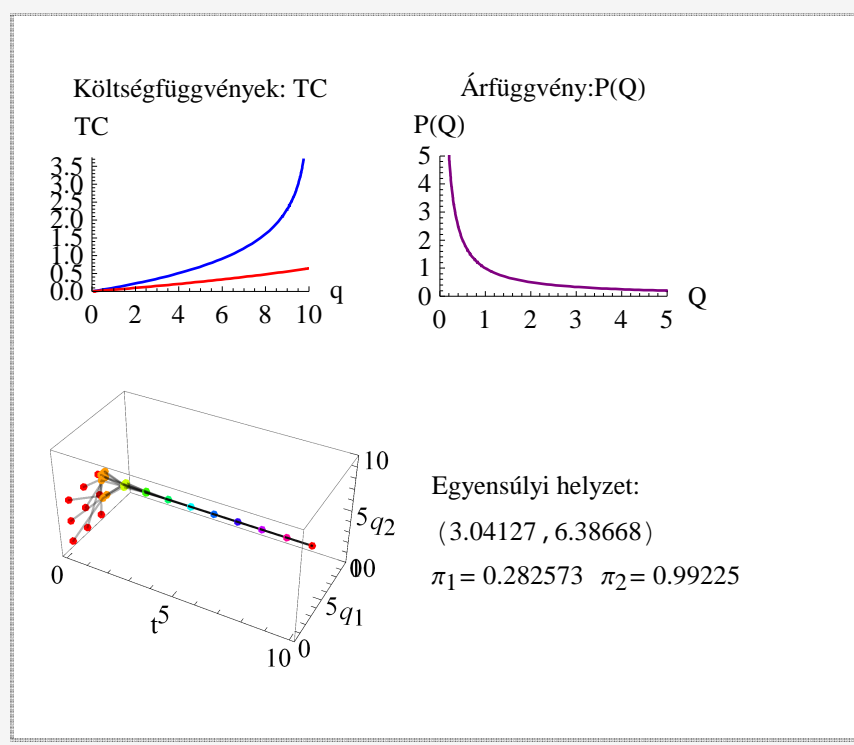 Költségfüggvények: TC
TC
3.5
3.0
2.5
2.0
1.5
1.0
0.5
0.0
0 2 4 6 8 10
q
Árfüggvény:P(Q)
P(Q)
5
4
3
2
1
0
0 1 2 3 4 5
Q
0
5
10
t
0
5
10
q1
0
5
10
q2
Egyensúlyi helyzet:
(3.04127 , 6.38668)
π1= 0.282573 π2= 0.99225